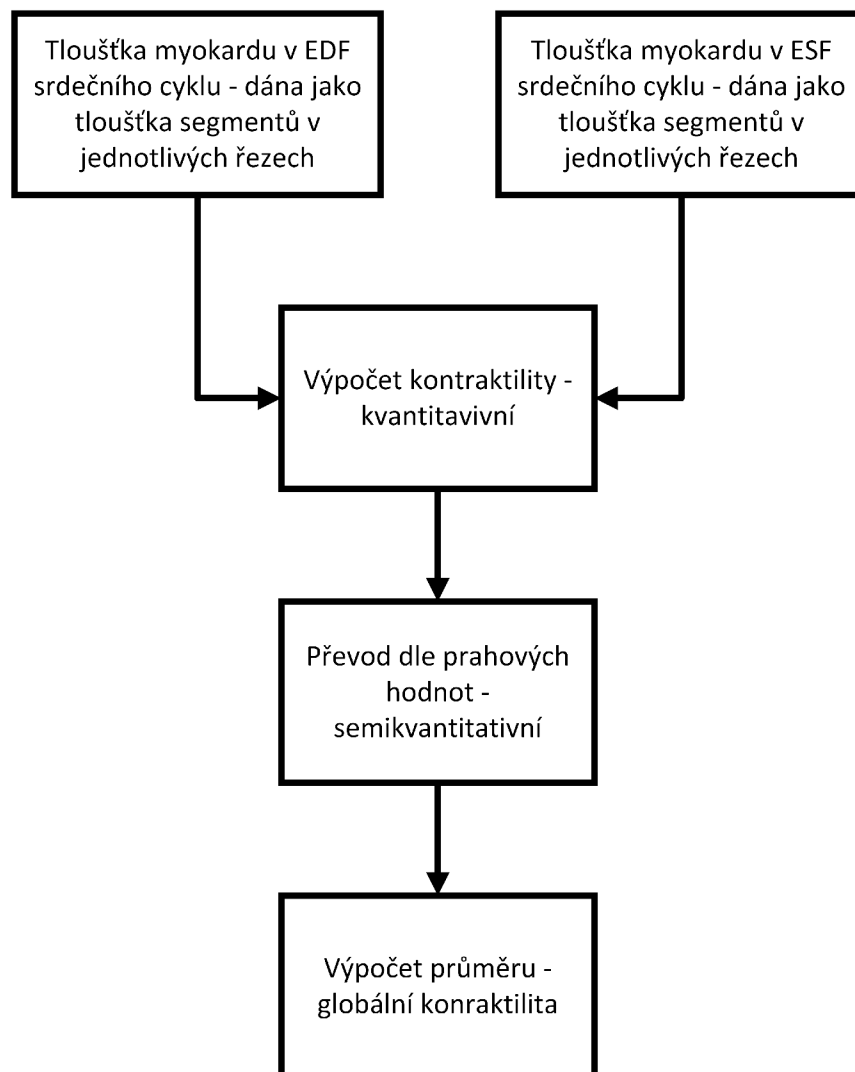 Tloušťka myokardu v EDF
srdečního cyklu - dána jako
tloušťka segmentů v
jednotlivých řezech
Tloušťka myokardu v ESF
srdečního cyklu - dána jako
tloušťka segmentů v
jednotlivých řezech
Výpočet kontraktility -
kvantitavivní
Převod dle prahových
hodnot -
semikvantitativní
Výpočet průměru -
globální konraktilita